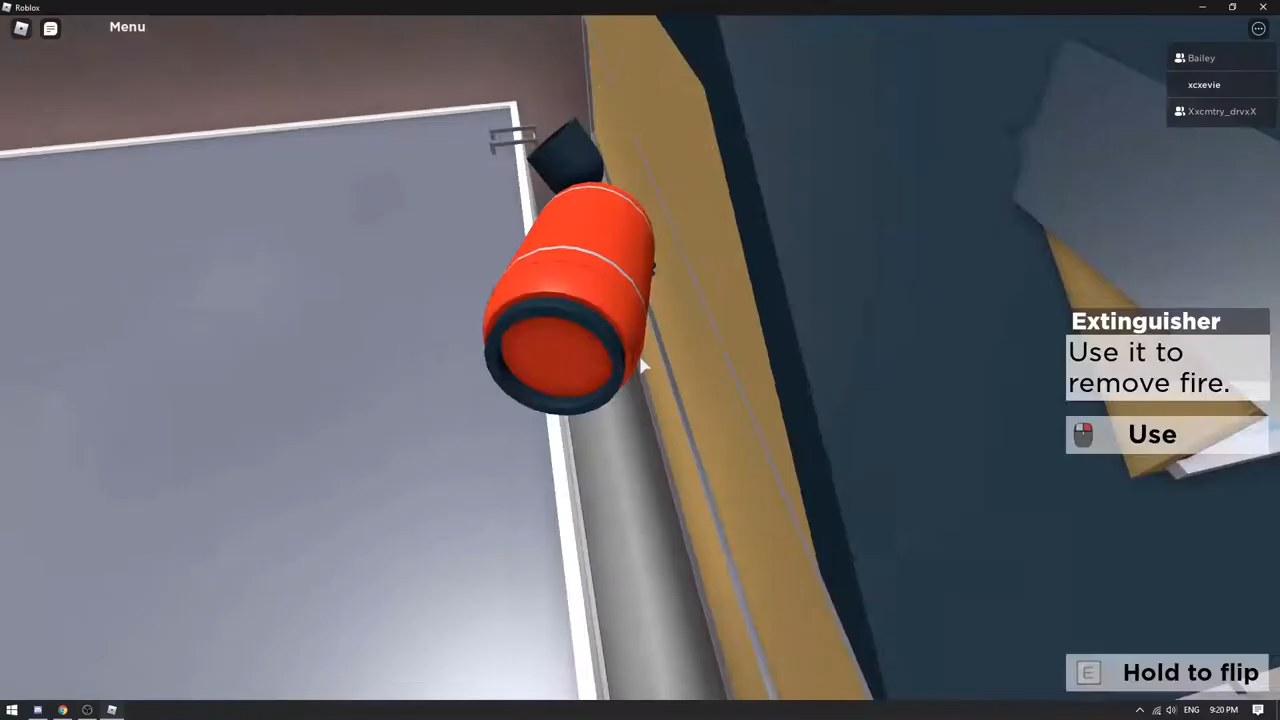 Roblox
Menu
Bailey
xcxevie
Xxcmtry_drvxX
Extinguisher
Use it to
remove fire.
Use
E
Hold to flip
ENG
9:20 PM